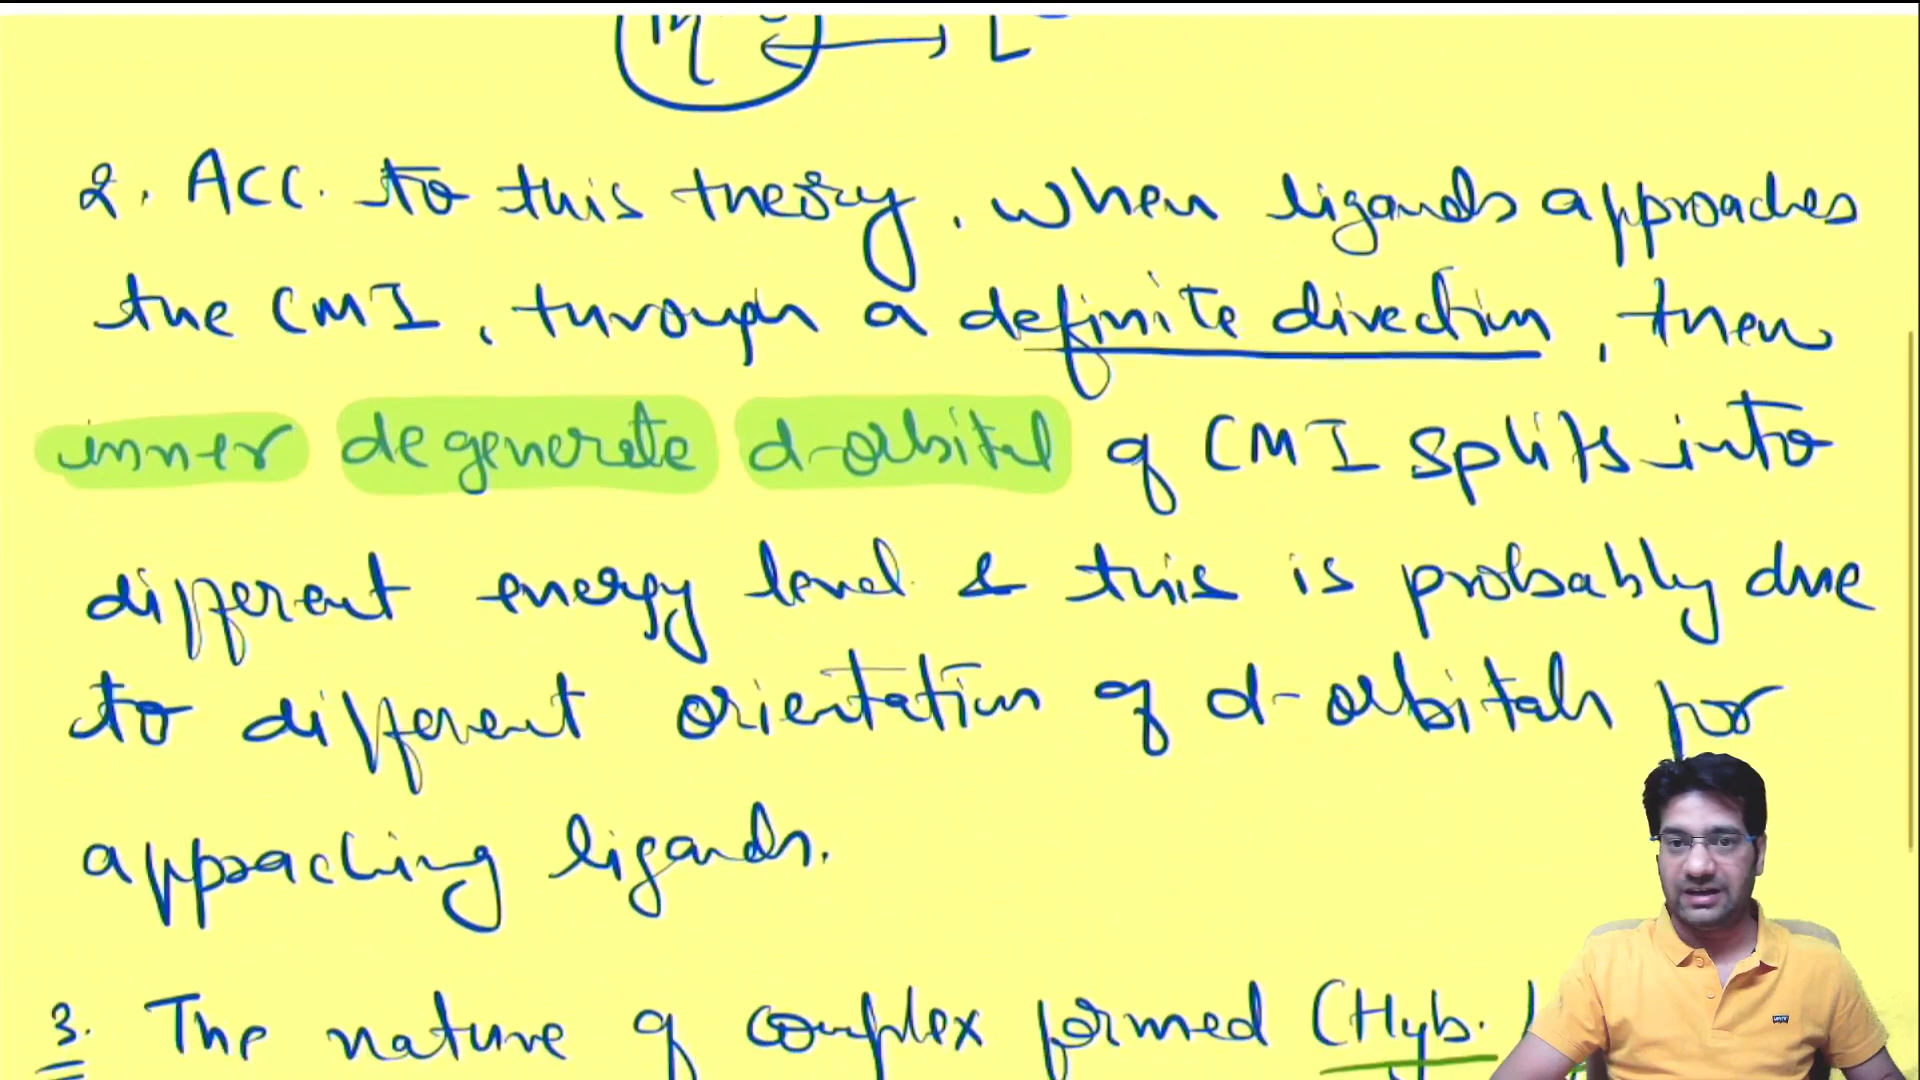 L
2. Acc. to this theory, when ligands approaches
the CMI, through a definite direction, then
inner degenerate d-orbital of CMI splits into
different energy level & this is probably due
to different orientation of d-orbitals for
approaching ligands.
3. The nature of complex formed (Hyb.